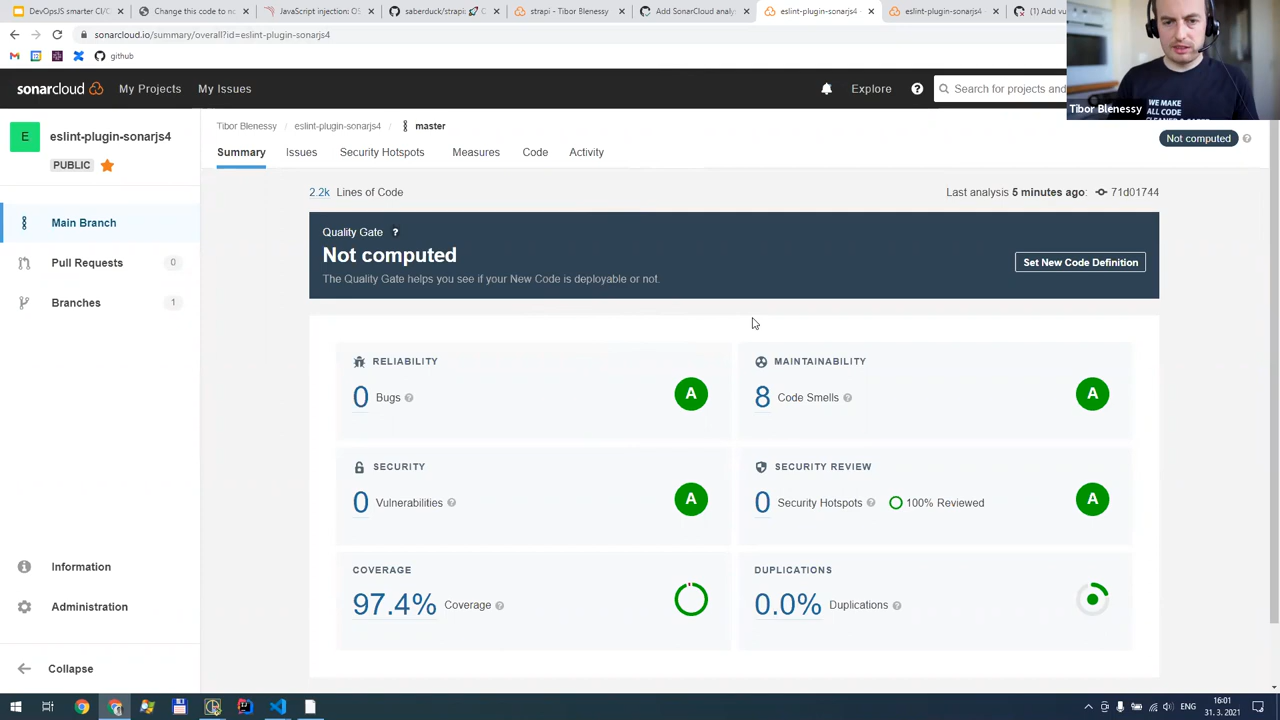 DevOpsJS smarter CI/C
Change this code to n
JavaScript injection: OS
saberduck/strapi:
strapi - Tibor Blenessy
Add SonarCloud analy
eslint-plugin-sonarjs4
eslint-plugin-sonarjs4
(1) Add vu
sonarcloud.io/summary/overall?id=eslint-plugin-sonarjs4
github
sonarcloud
My Projects
My Issues
Explore
Search for projects and
WE MAKE
ALL CODE
Tibor Blenessy
E
eslint-plugin-sonarjs4
PUBLIC
Main Branch
Pull Requests
0
Branches
1
Information
Administration
Collapse
Tibor Blenessy / eslint-plugin-sonarjs4 / master
Not computed
Summary
Issues
Security Hotspots
Measures
Code
Activity
2.2k Lines of Code
Last analysis 5 minutes ago: 71d01744
Quality Gate ?
Not computed
The Quality Gate helps you see if your New Code is deployable or not.
Set New Code Definition
RELIABILITY
0 Bugs
A
MAINTAINABILITY
8 Code Smells
A
SECURITY
0 Vulnerabilities
A
SECURITY REVIEW
0 Security Hotspots
100% Reviewed
A
COVERAGE
97.4% Coverage
DUPLICATIONS
0.0% Duplications
ENG
16:01
31. 3. 2021